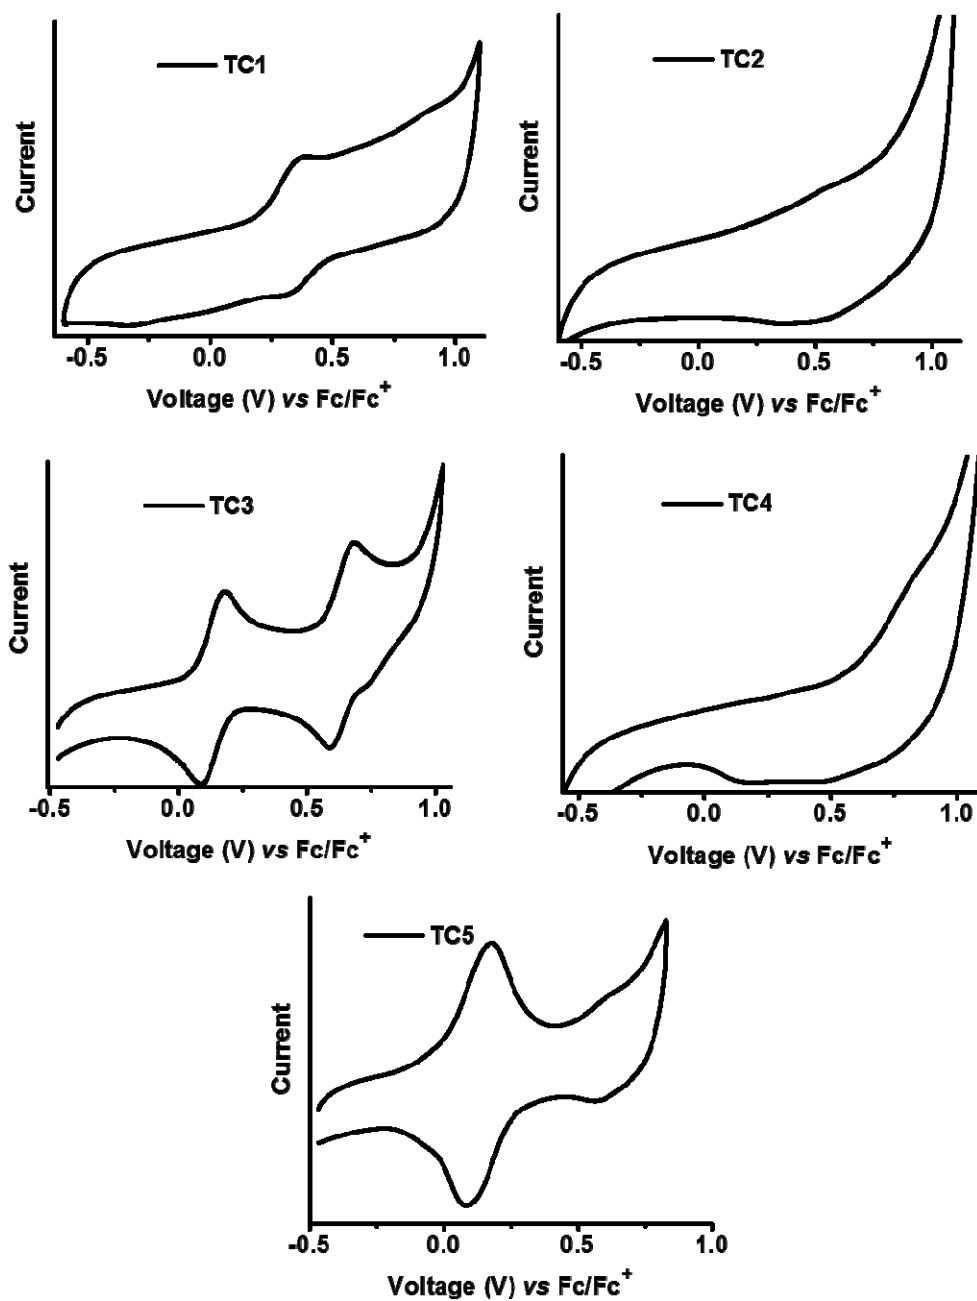 TC1
Current
-0.5 0.0 0.5 1.0
Voltage (V) vs Fc/Fc+
TC2
Current
-0.5 0.0 0.5 1.0
Voltage (V) vs Fc/Fc+
TC3
Current
-0.5 0.0 0.5 1.0
Voltage (V) vs Fc/Fc+
TC4
Current
-0.5 0.0 0.5 1.0
Voltage (V) vs Fc/Fc+
TC5
Current
-0.5 0.0 0.5 1.0
Voltage (V) vs Fc/Fc+